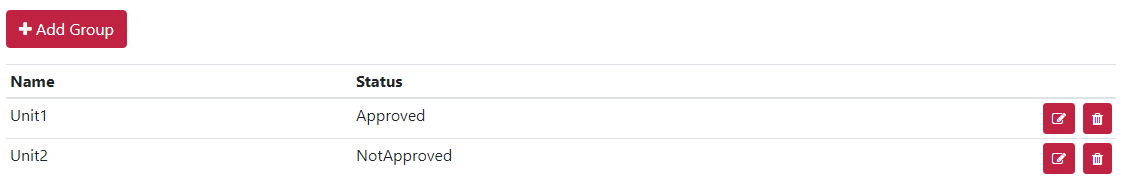 Add Group
Name Status
Unit1 Approved
Unit2 NotApproved